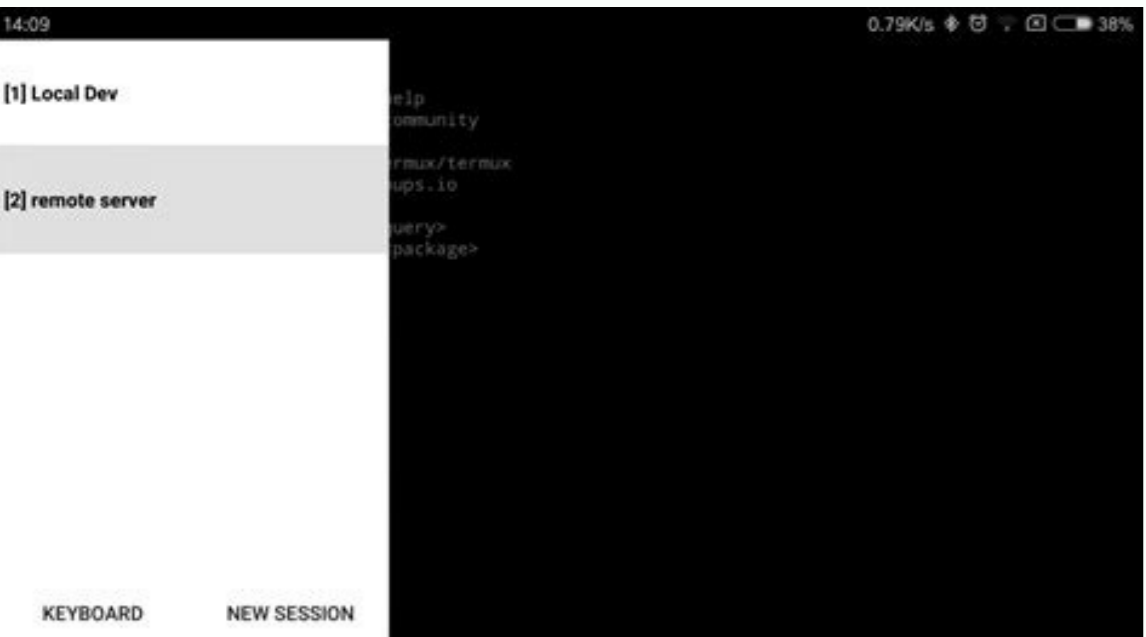 14:09 0.79K/s 38%
[1] Local Dev
[2] remote server
elp
ommunity
rmux/termux
ups.io
uery>
package>
KEYBOARD NEW SESSION